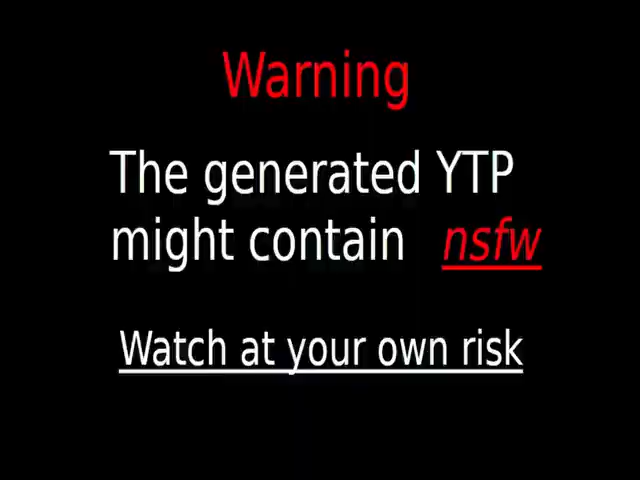 Warning
The generated YTP
might contain nsfw
Watch at your own risk